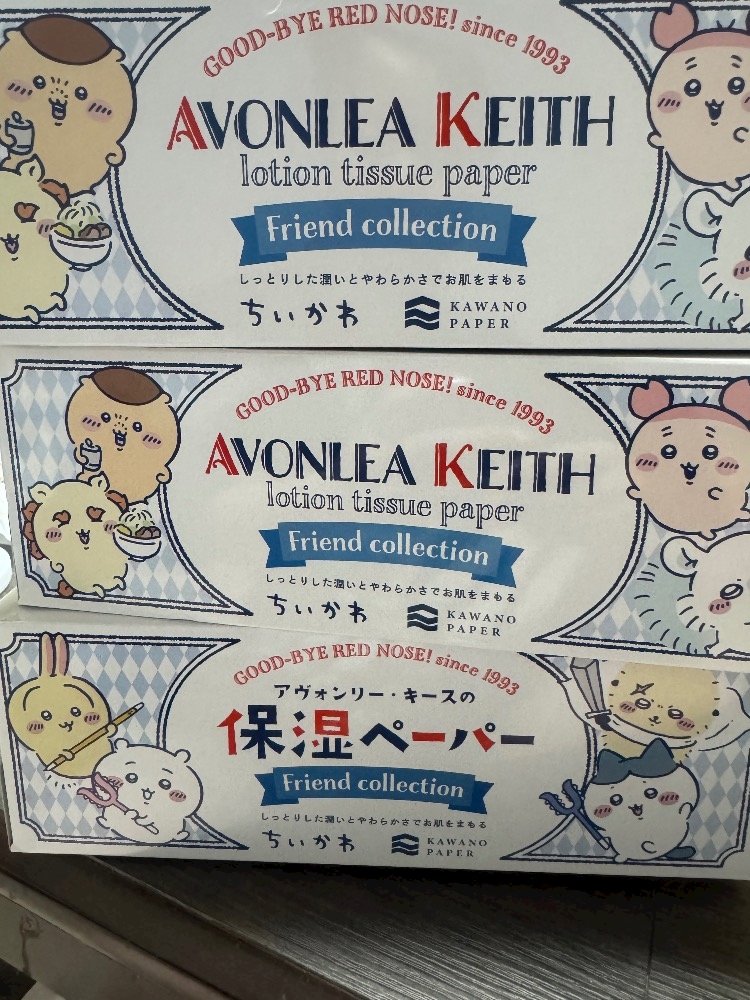 GOOD-BYE RED NOSE! since 1993
AVONLEA KEITH
lotion tissue paper
Friend collection
しっとりした潤いとやわらかさでお肌をまもる
ちいかわ
KAWANO
PAPER
GOOD-BYE RED NOSE! since 1993
AVONLEA KEITH
lotion tissue paper
Friend collection
しっとりした潤いとやわらかさでお肌をまもる
ちいかわ
KAWANO
PAPER
GOOD-BYE RED NOSE! since 1993
アヴォンリー・キースの
保湿ペーパー
Friend collection
しっとりした潤いとやわらかさでお肌をまもる
ちいかわ
KAWANO
PAPER